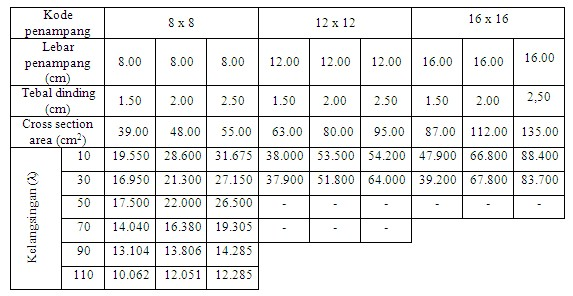 Kode penampang 8 x 8 12 x 12 16 x 16
Lebar penampang (cm) 8.00 8.00 8.00 12.00 12.00 12.00 16.00 16.00 16.00
Tebal dinding (cm) 1.50 2.00 2.50 1.50 2.00 2.50 1.50 2.00 2,50
Cross section area (cm²) 39.00 48.00 55.00 63.00 80.00 95.00 87.00 112.00 135.00
Kelangsingan (λ)
10 19.550 28.600 31.675 38.000 53.500 54.200 47.900 66.800 88.400
30 16.950 21.300 27.150 37.900 51.800 64.000 39.200 67.800 83.700
50 17.500 22.000 26.500 - - - - - -
70 14.040 16.380 19.305 - - -
90 13.104 13.806 14.285
110 10.062 12.051 12.285